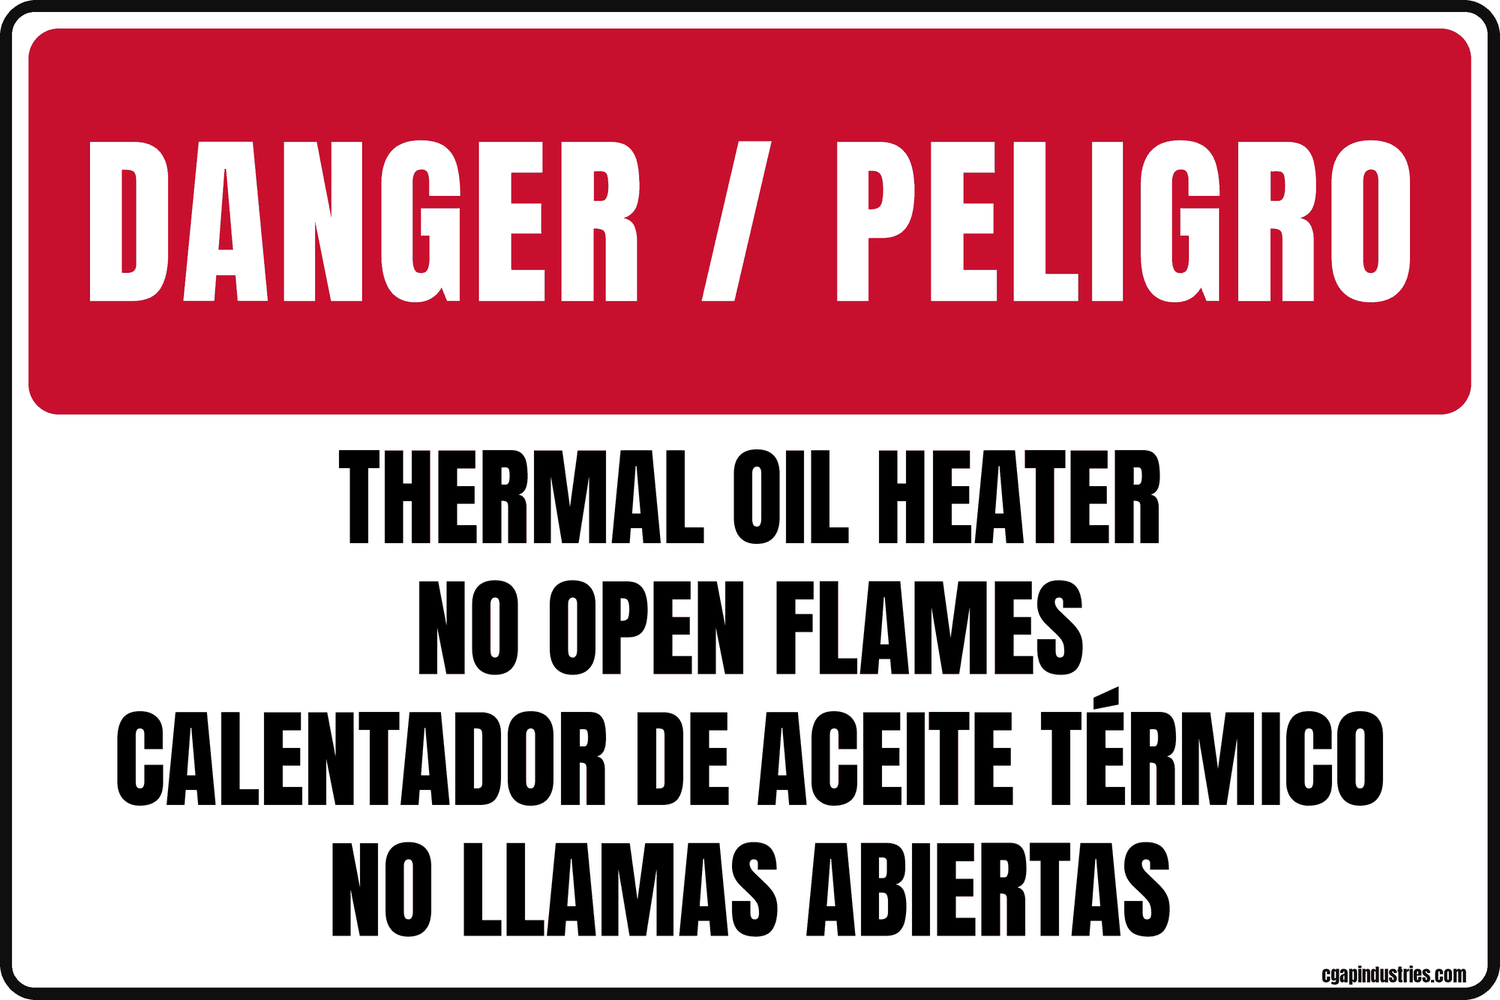 DANGER / PELIGRO
THERMAL OIL HEATER
NO OPEN FLAMES
CALENTADOR DE ACEITE TÉRMICO
NO LLAMAS ABIERTAS
cgapindustries.com